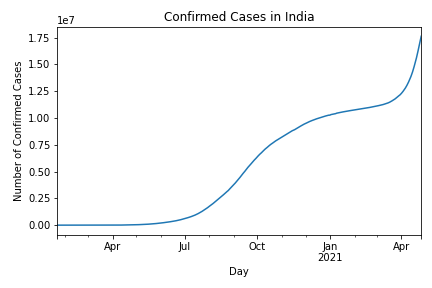 Confirmed Cases in India
1e7
1.75
1.50
1.25
1.00
0.75
0.50
0.25
0.00
Number of Confirmed Cases
Apr Jul Oct Jan Apr
2021
Day